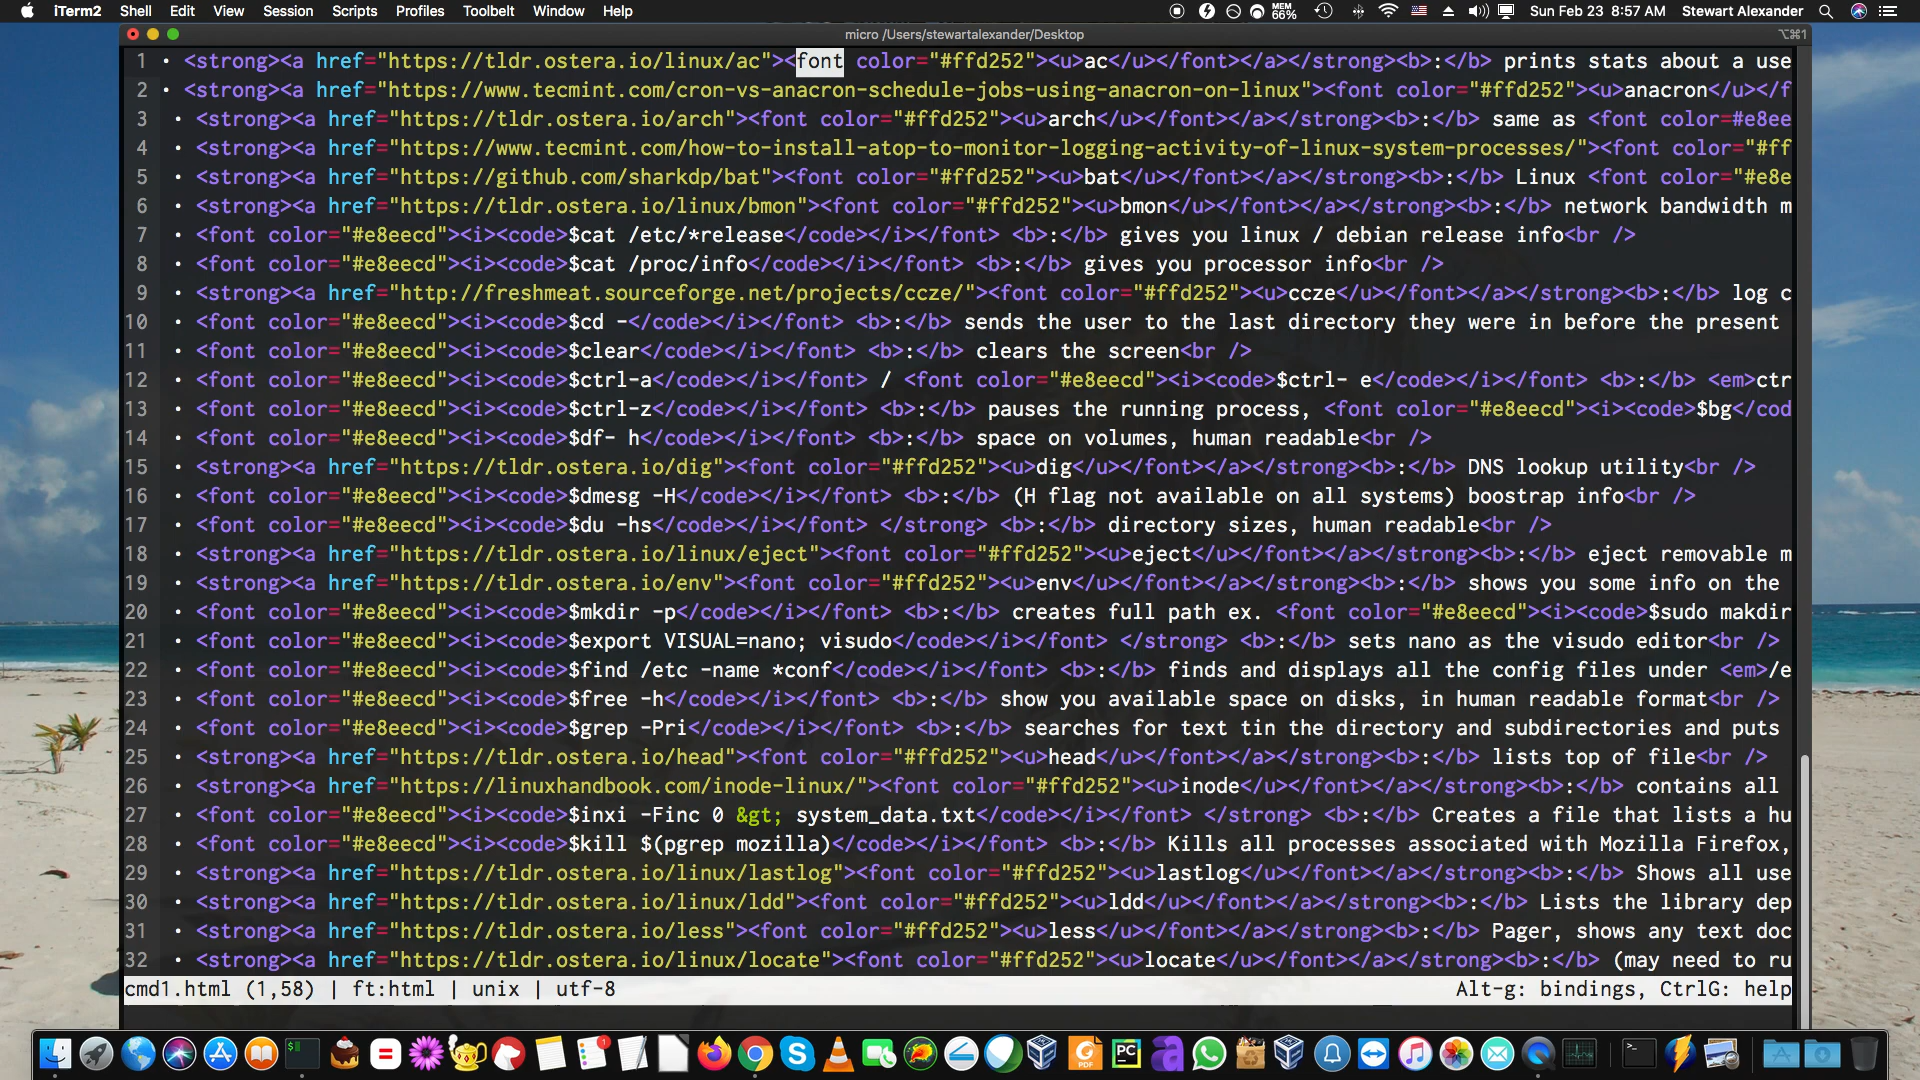 iTerm2 Shell Edit View Session Scripts Profiles Toolbelt Window Help MEM 66% Sun Feb 23 8:57 AM Stewart Alexander
micro /Users/stewartalexander/Desktop ⌥⌘1
1 • <strong><a href="https://tldr.ostera.io/linux/ac"><font color="#ffd252"><u>ac</u></font></a></strong><b>:</b> prints stats about a use
2 • <strong><a href="https://www.tecmint.com/cron-vs-anacron-schedule-jobs-using-anacron-on-linux"><font color="#ffd252"><u>anacron</u></f
3 • <strong><a href="https://tldr.ostera.io/arch"><font color="#ffd252"><u>arch</u></font></a></strong><b>:</b> same as <font color=#e8ee
4 • <strong><a href="https://www.tecmint.com/how-to-install-atop-to-monitor-logging-activity-of-linux-system-processes/"><font color="#ff
5 • <strong><a href="https://github.com/sharkdp/bat"><font color="#ffd252"><u>bat</u></font></a></strong><b>:</b> Linux <font color="#e8e
6 • <strong><a href="https://tldr.ostera.io/linux/bmon"><font color="#ffd252"><u>bmon</u></font></a></strong><b>:</b> network bandwidth m
7 • <font color="#e8eecd"><i><code>$cat /etc/*release</code></i></font> <b>:</b> gives you linux / debian release info<br />
8 • <font color="#e8eecd"><i><code>$cat /proc/info</code></i></font> <b>:</b> gives you processor info<br />
9 • <strong><a href="http://freshmeat.sourceforge.net/projects/ccze/"><font color="#ffd252"><u>ccze</u></font></a></strong><b>:</b> log c
10 • <font color="#e8eecd"><i><code>$cd -</code></i></font> <b>:</b> sends the user to the last directory they were in before the present
11 • <font color="#e8eecd"><i><code>$clear</code></i></font> <b>:</b> clears the screen<br />
12 • <font color="#e8eecd"><i><code>$ctrl-a</code></i></font> / <font color="#e8eecd"><i><code>$ctrl- e</code></i></font> <b>:</b> <em>ctr
13 • <font color="#e8eecd"><i><code>$ctrl-z</code></i></font> <b>:</b> pauses the running process, <font color="#e8eecd"><i><code>$bg</cod
14 • <font color="#e8eecd"><i><code>$df- h</code></i></font> <b>:</b> space on volumes, human readable<br />
15 • <strong><a href="https://tldr.ostera.io/dig"><font color="#ffd252"><u>dig</u></font></a></strong><b>:</b> DNS lookup utility<br />
16 • <font color="#e8eecd"><i><code>$dmesg -H</code></i></font> <b>:</b> (H flag not available on all systems) boostrap info<br />
17 • <font color="#e8eecd"><i><code>$du -hs</code></i></font> </strong> <b>:</b> directory sizes, human readable<br />
18 • <strong><a href="https://tldr.ostera.io/linux/eject"><font color="#ffd252"><u>eject</u></font></a></strong><b>:</b> eject removable m
19 • <strong><a href="https://tldr.ostera.io/env"><font color="#ffd252"><u>env</u></font></a></strong><b>:</b> shows you some info on the
20 • <font color="#e8eecd"><i><code>$mkdir -p</code></i></font> <b>:</b> creates full path ex. <font color="#e8eecd"><i><code>$sudo makdir
21 • <font color="#e8eecd"><i><code>$export VISUAL=nano; visudo</code></i></font> </strong> <b>:</b> sets nano as the visudo editor<br />
22 • <font color="#e8eecd"><i><code>$find /etc -name *conf</code></i></font> <b>:</b> finds and displays all the config files under <em>/e
23 • <font color="#e8eecd"><i><code>$free -h</code></i></font> <b>:</b> show you available space on disks, in human readable format<br />
24 • <font color="#e8eecd"><i><code>$grep -Pri</code></i></font> <b>:</b> searches for text tin the directory and subdirectories and puts
25 • <strong><a href="https://tldr.ostera.io/head"><font color="#ffd252"><u>head</u></font></a></strong><b>:</b> lists top of file<br />
26 • <strong><a href="https://linuxhandbook.com/inode-linux/"><font color="#ffd252"><u>inode</u></font></a></strong><b>:</b> contains all
27 • <font color="#e8eecd"><i><code>$inxi -Finc 0 &gt; system_data.txt</code></i></font> </strong> <b>:</b> Creates a file that lists a hu
28 • <font color="#e8eecd"><i><code>$kill $(pgrep mozilla)</code></i></font> <b>:</b> Kills all processes associated with Mozilla Firefox,
29 • <strong><a href="https://tldr.ostera.io/linux/lastlog"><font color="#ffd252"><u>lastlog</u></font></a></strong><b>:</b> Shows all use
30 • <strong><a href="https://tldr.ostera.io/linux/ldd"><font color="#ffd252"><u>ldd</u></font></a></strong><b>:</b> Lists the library dep
31 • <strong><a href="https://tldr.ostera.io/less"><font color="#ffd252"><u>less</u></font></a></strong><b>:</b> Pager, shows any text doc
32 • <strong><a href="https://tldr.ostera.io/linux/locate"><font color="#ffd252"><u>locate</u></font></a></strong><b>:</b> (may need to ru
cmd1.html (1,58) | ft:html | unix | utf-8 Alt-g: bindings, CtrlG: help